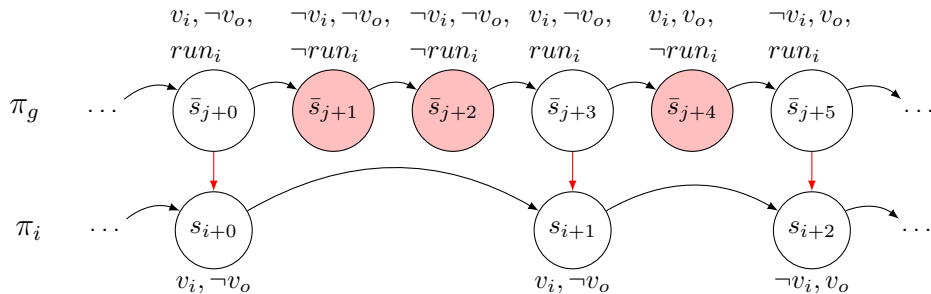 v_i, ¬v_o, ¬v_i, ¬v_o, ¬v_i, ¬v_o, v_i, ¬v_o, v_i, v_o, ¬v_i, v_o,
run_i ¬run_i ¬run_i run_i ¬run_i run_i
π_g ... s̄_{j+0} s̄_{j+1} s̄_{j+2} s̄_{j+3} s̄_{j+4} s̄_{j+5} ...
π_i ... s_{i+0} s_{i+1} s_{i+2} ...
v_i, ¬v_o v_i, ¬v_o ¬v_i, v_o